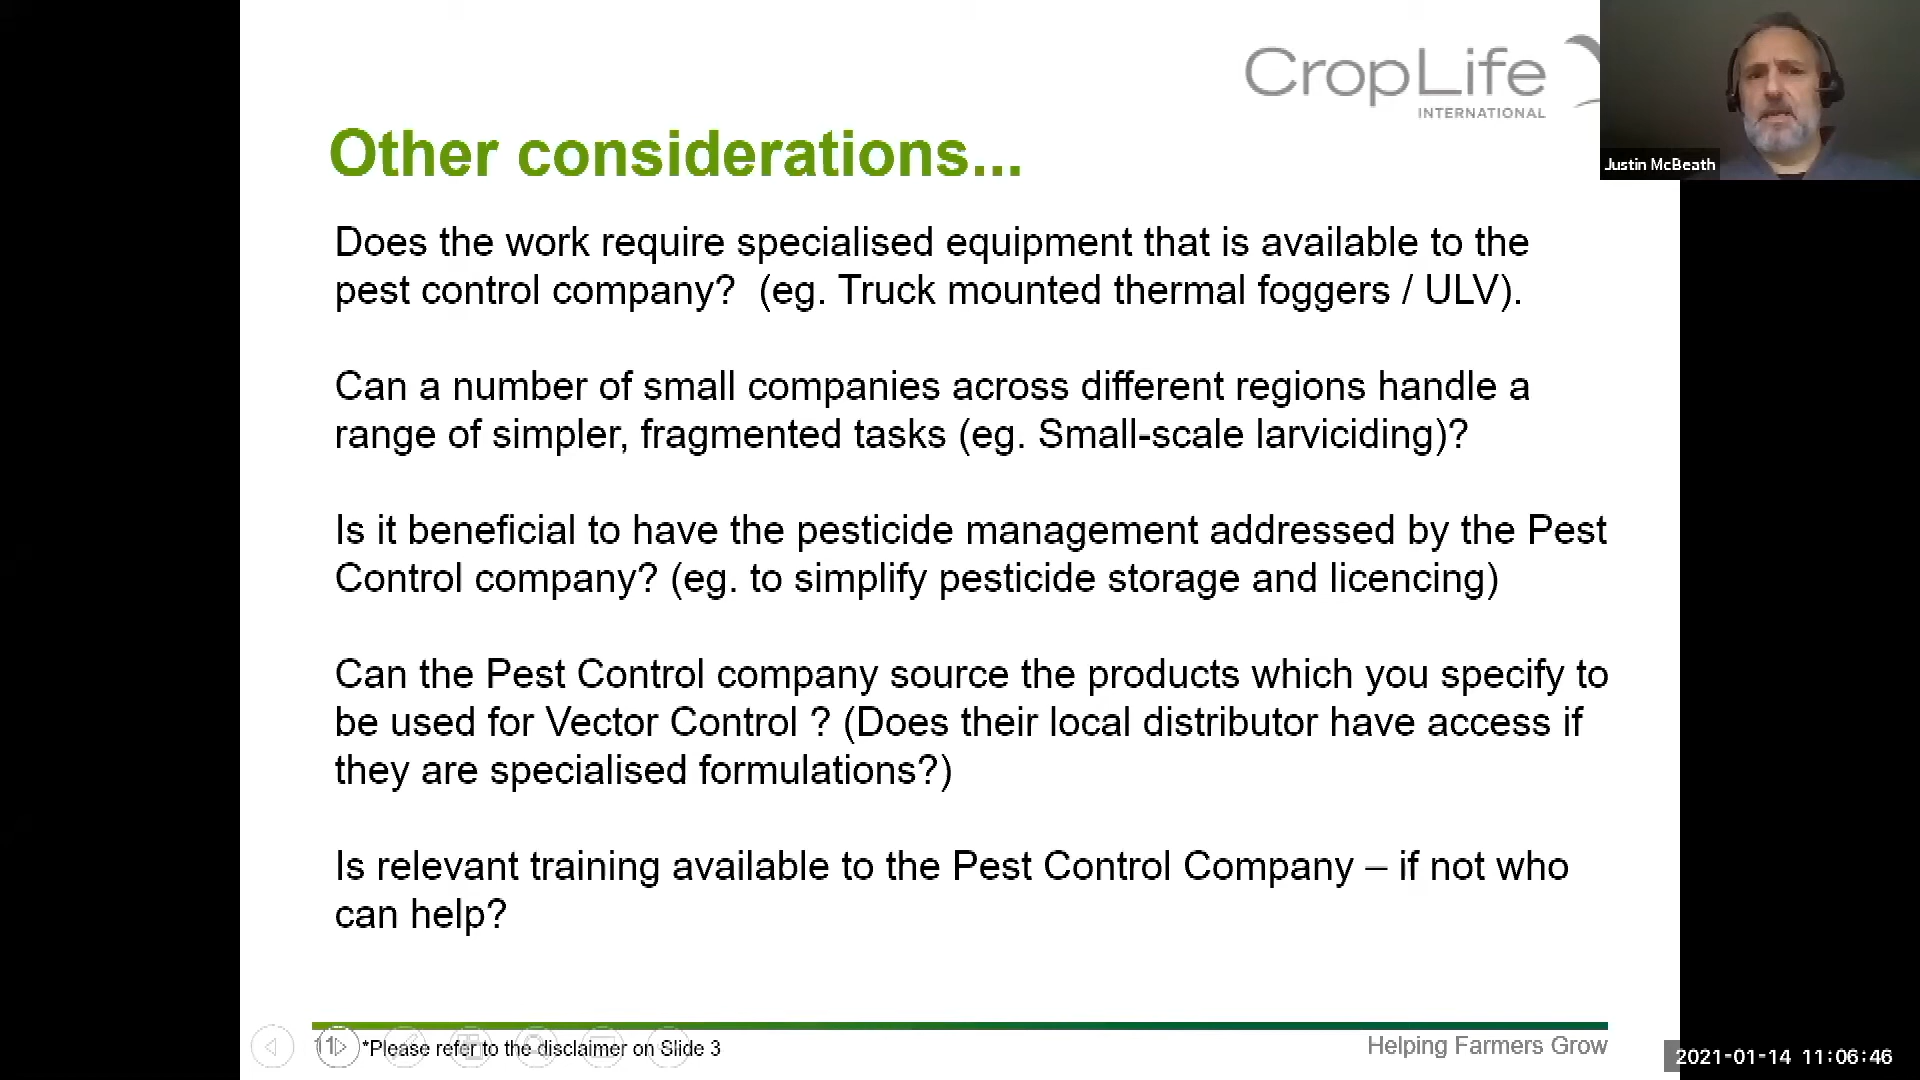 CropLife
INTERNATIONAL
Justin McBeath
Other considerations...
Does the work require specialised equipment that is available to the
pest control company?  (eg. Truck mounted thermal foggers / ULV).
Can a number of small companies across different regions handle a
range of simpler, fragmented tasks (eg. Small-scale larviciding)?
Is it beneficial to have the pesticide management addressed by the Pest
Control company? (eg. to simplify pesticide storage and licencing)
Can the Pest Control company source the products which you specify to
be used for Vector Control ? (Does their local distributor have access if
they are specialised formulations?)
Is relevant training available to the Pest Control Company – if not who
can help?
11
*Please refer to the disclaimer on Slide 3
Helping Farmers Grow
2021-01-14 11:06:46